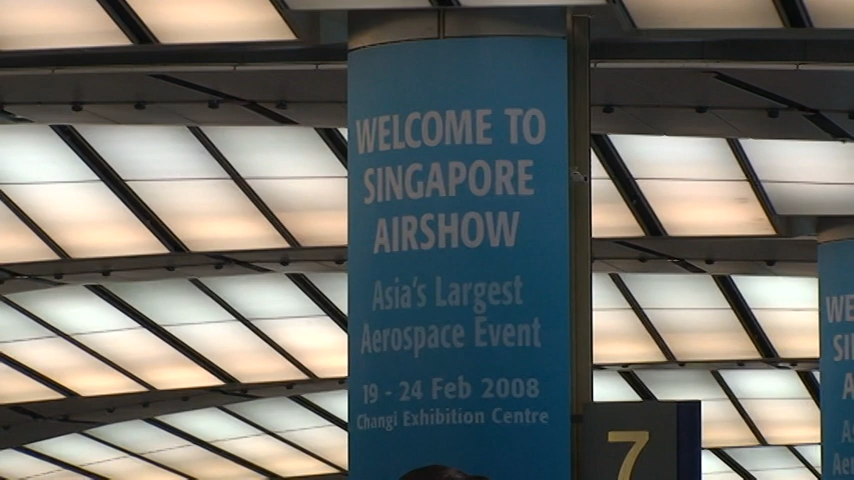 WELCOME TO
SINGAPORE
AIRSHOW
Asia's Largest
Aerospace Event
19 - 24 Feb 2008
Changi Exhibition Centre
7